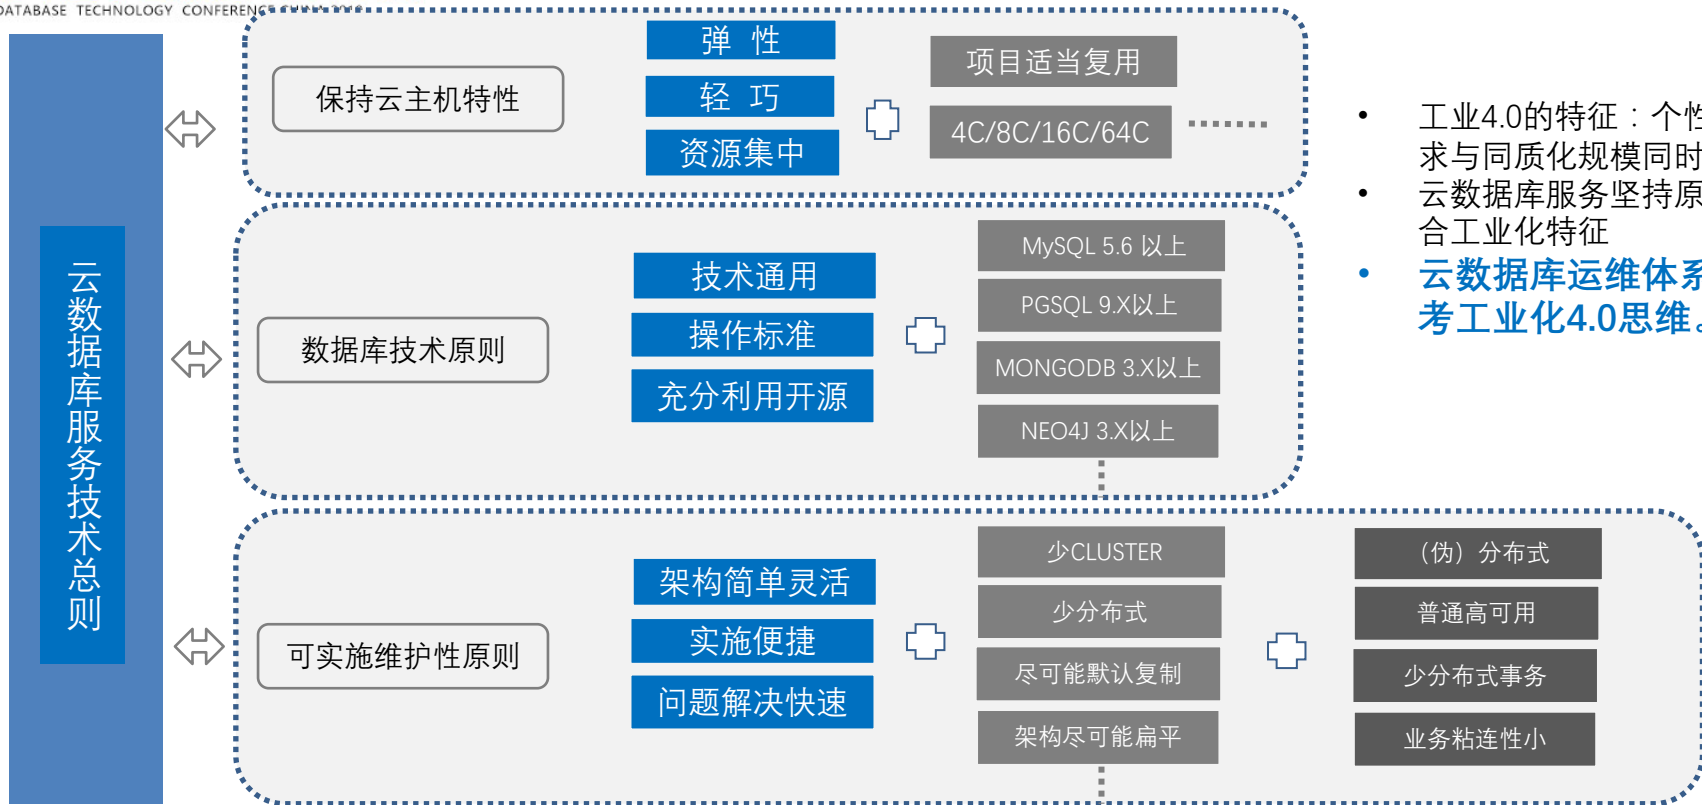 DATABASE TECHNOLOGY CONFERENCE CHINA 2019
云数据库服务技术总则
保持云主机特性
弹 性
轻 巧
资源集中
项目适当复用
4C/8C/16C/64C
数据库技术原则
技术通用
操作标准
充分利用开源
MySQL 5.6 以上
PGSQL 9.X以上
MONGODB 3.X以上
NEO4J 3.X以上
可实施维护性原则
架构简单灵活
实施便捷
问题解决快速
少CLUSTER
少分布式
尽可能默认复制
架构尽可能扁平
（伪）分布式
普通高可用
少分布式事务
业务粘连性小
• 工业4.0的特征：个性
求与同质化规模同时
• 云数据库服务坚持原
合工业化特征
• 云数据库运维体系
考工业化4.0思维。